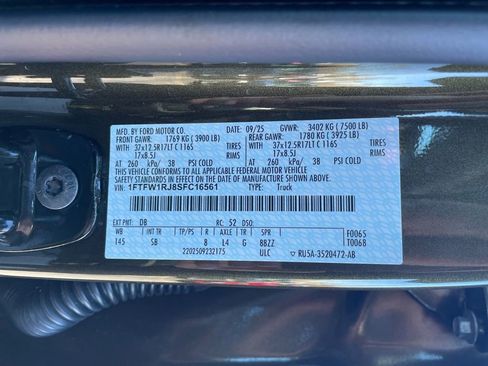 MFD. BY FORD MOTOR CO. DATE: 09/25 GVWR: 3402 KG ( 7500 LB)
FRONT GAWR: 1769 KG ( 3900 LB) REAR GAWR: 1780 KG ( 3925 LB)
WITH 37x12.5R17LT C 116S TIRES WITH 37x12.5R17LT C 116S TIRES
17x8.5J RIMS 17x8.5J RIMS
AT 260 kPa/ 38 PSI COLD AT 260 kPa/ 38 PSI COLD
THIS VEHICLE CONFORMS TO ALL APPLICABLE FEDERAL MOTOR VEHICLE
SAFETY STANDARDS IN EFFECT ON THE DATE OF MANUFACTURE SHOWN ABOVE.
VIN: 1FTFW1RJ8SFC16561 TYPE: Truck
EXT PNT: DB RC: 52 DSO: F0065
WB INT TR TP/PS R AXLE TR SPR T0068
145 SB 8 L4 G 88ZZ
2202509232175 ULC ▽ RU5A-3520472-AB